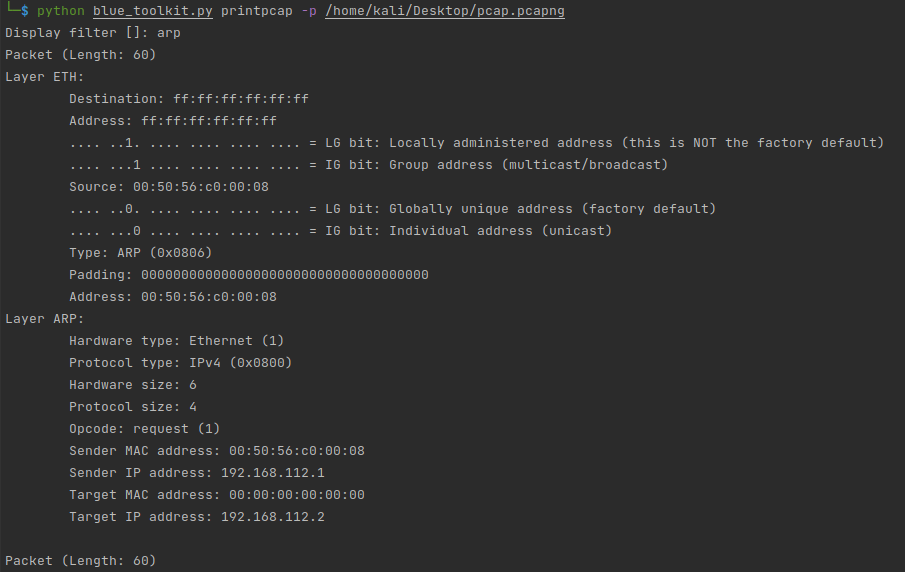 └─$ python blue_toolkit.py printpcap -p /home/kali/Desktop/pcap.pcapng
Display filter []: arp
Packet (Length: 60)
Layer ETH:
        Destination: ff:ff:ff:ff:ff:ff
        Address: ff:ff:ff:ff:ff:ff
        .... ..1. .... .... .... .... = LG bit: Locally administered address (this is NOT the factory default)
        .... ...1 .... .... .... .... = IG bit: Group address (multicast/broadcast)
        Source: 00:50:56:c0:00:08
        .... ..0. .... .... .... .... = LG bit: Globally unique address (factory default)
        .... ...0 .... .... .... .... = IG bit: Individual address (unicast)
        Type: ARP (0x0806)
        Padding: 000000000000000000000000000000000000
        Address: 00:50:56:c0:00:08
Layer ARP:
        Hardware type: Ethernet (1)
        Protocol type: IPv4 (0x0800)
        Hardware size: 6
        Protocol size: 4
        Opcode: request (1)
        Sender MAC address: 00:50:56:c0:00:08
        Sender IP address: 192.168.112.1
        Target MAC address: 00:00:00:00:00:00
        Target IP address: 192.168.112.2
Packet (Length: 60)